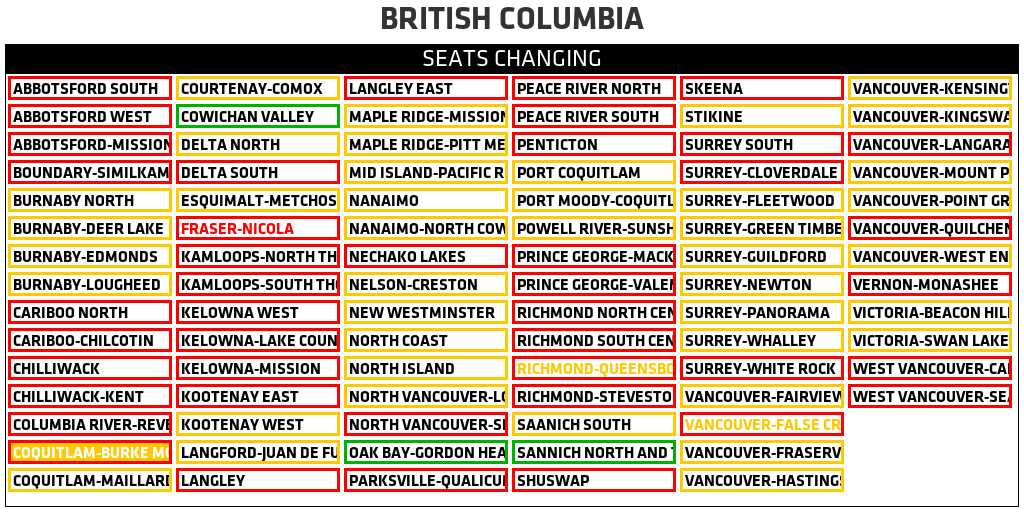 BRITISH COLUMBIA
SEATS CHANGING
ABBOTSFORD SOUTH
ABBOTSFORD WEST
ABBOTSFORD-MISSION
BOUNDARY-SIMILKAM
BURNABY NORTH
BURNABY-DEER LAKE
BURNABY-EDMONDS
BURNABY-LOUGHEED
CARIBOO NORTH
CARIBOO-CHILCOTIN
CHILLIWACK
CHILLIWACK-KENT
COLUMBIA RIVER-REVE
COQUITLAM-BURKE MO
COQUITLAM-MAILLARD
COURTENAY-COMOX
COWICHAN VALLEY
DELTA NORTH
DELTA SOUTH
ESQUIMALT-METCHOS
FRASER-NICOLA
KAMLOOPS-NORTH TH
KAMLOOPS-SOUTH THO
KELOWNA WEST
KELOWNA-LAKE COUN
KELOWNA-MISSION
KOOTENAY EAST
KOOTENAY WEST
LANGFORD-JUAN DE FU
LANGLEY
LANGLEY EAST
MAPLE RIDGE-MISSION
MAPLE RIDGE-PITT ME
MID ISLAND-PACIFIC R
NANAIMO
NANAIMO-NORTH COW
NECHAKO LAKES
NELSON-CRESTON
NEW WESTMINSTER
NORTH COAST
NORTH ISLAND
NORTH VANCOUVER-LO
NORTH VANCOUVER-SE
OAK BAY-GORDON HEA
PARKSVILLE-QUALICUM
PEACE RIVER NORTH
PEACE RIVER SOUTH
PENTICTON
PORT COQUITLAM
PORT MOODY-COQUITL
POWELL RIVER-SUNSH
PRINCE GEORGE-MACK
PRINCE GEORGE-VALEM
RICHMOND NORTH CEN
RICHMOND SOUTH CEN
RICHMOND-QUEENSBO
RICHMOND-STEVESTO
SAANICH SOUTH
SANNICH NORTH AND T
SHUSWAP
SKEENA
STIKINE
SURREY SOUTH
SURREY-CLOVERDALE
SURREY-FLEETWOOD
SURREY-GREEN TIMBE
SURREY-GUILDFORD
SURREY-NEWTON
SURREY-PANORAMA
SURREY-WHALLEY
SURREY-WHITE ROCK
VANCOUVER-FAIRVIEW
VANCOUVER-FALSE CR
VANCOUVER-FRASERV
VANCOUVER-HASTINGS
VANCOUVER-KENSING
VANCOUVER-KINGSWA
VANCOUVER-LANGARA
VANCOUVER-MOUNT P
VANCOUVER-POINT GR
VANCOUVER-QUILCHEN
VANCOUVER-WEST EN
VERNON-MONASHEE
VICTORIA-BEACON HILL
VICTORIA-SWAN LAKE
WEST VANCOUVER-CAP
WEST VANCOUVER-SEA